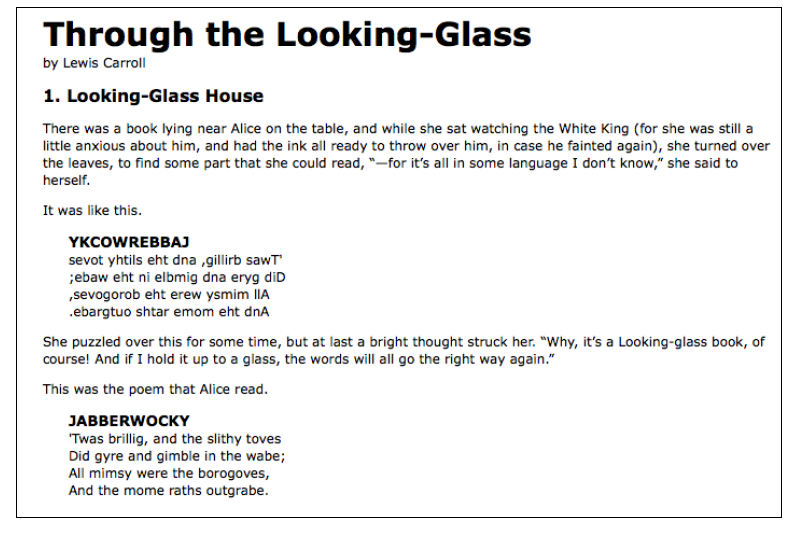 Through the Looking-Glass
by Lewis Carroll
1. Looking-Glass House
There was a book lying near Alice on the table, and while she sat watching the White King (for she was still a
little anxious about him, and had the ink all ready to throw over him, in case he fainted again), she turned over
the leaves, to find some part that she could read, “—for it’s all in some language I don’t know,” she said to
herself.
It was like this.
YKCOWREBBAJ
sevot yhtils eht dna ,gillirb sawT'
;ebaw eht ni elbmig dna eryg diD
,sevogorob eht erew ysmim llA
.ebargtuo shtar emom eht dnA
She puzzled over this for some time, but at last a bright thought struck her. “Why, it’s a Looking-glass book, of
course! And if I hold it up to a glass, the words will all go the right way again.”
This was the poem that Alice read.
JABBERWOCKY
'Twas brillig, and the slithy toves
Did gyre and gimble in the wabe;
All mimsy were the borogoves,
And the mome raths outgrabe.